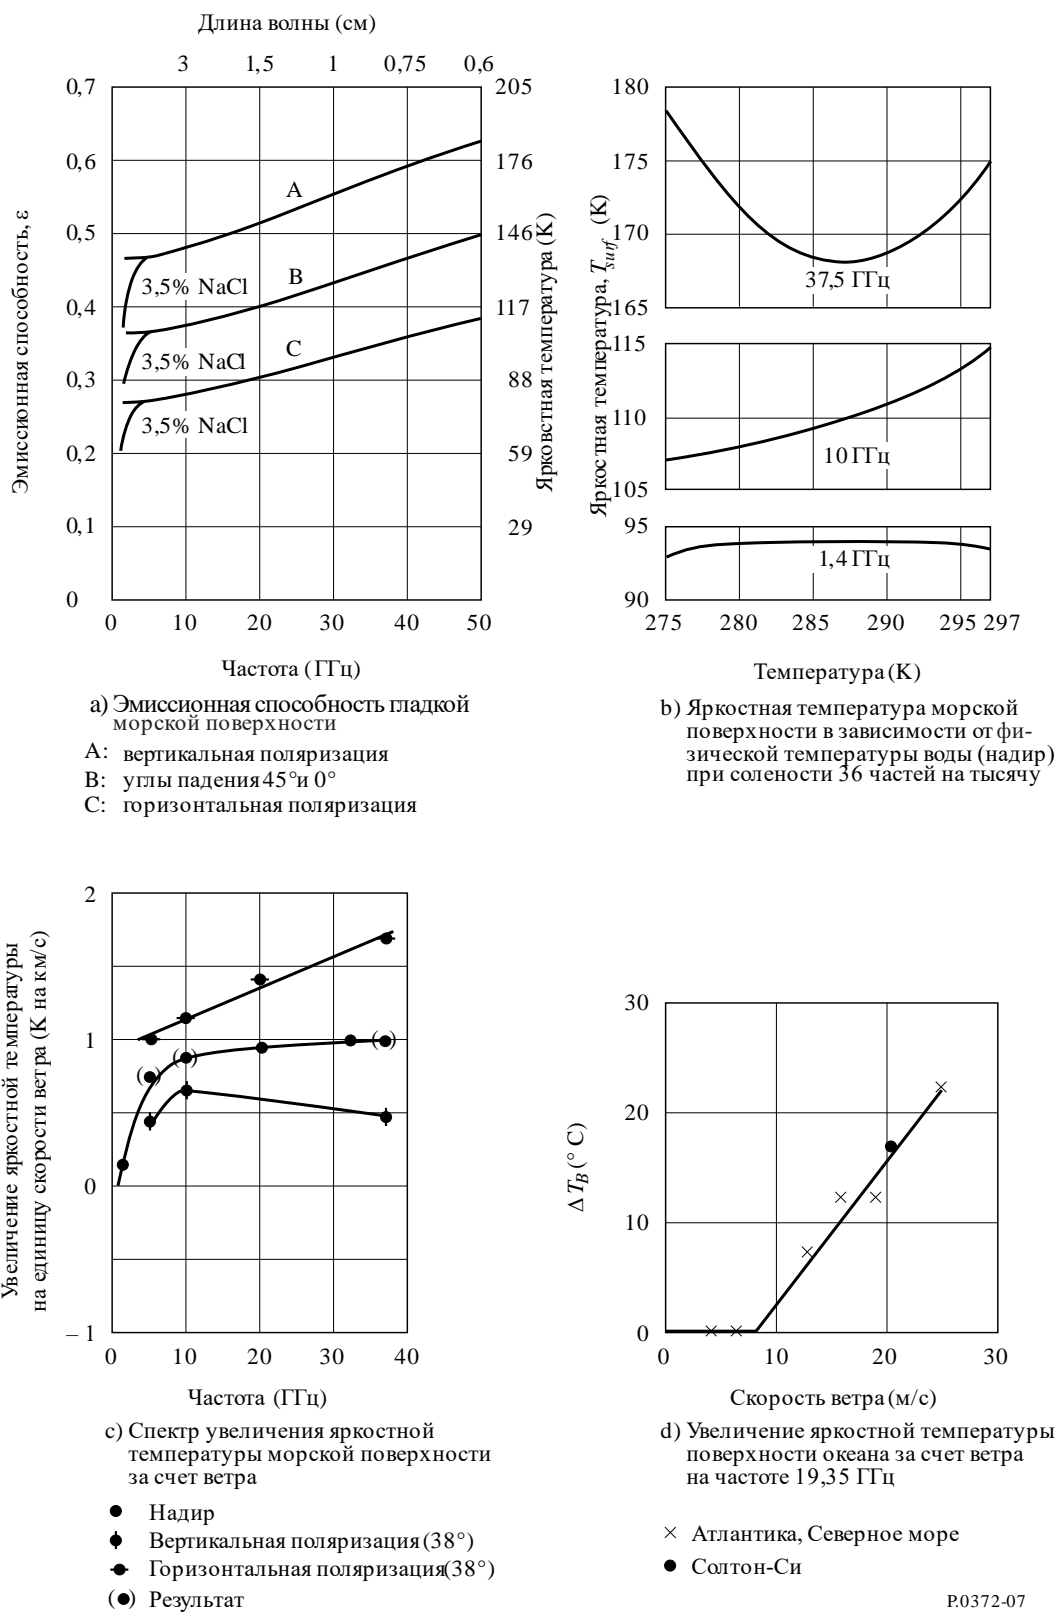 Длина волны (см)
3 1,5 1 0,75 0,6
0,7 205
0,6 176
0,5 146
0,4 117
0,3 88
0,2 59
0,1 29
0
A
B
C
3,5% NaCl
3,5% NaCl
3,5% NaCl
Эмиссионная способность, ε
Ярковстная температура (K)
0 10 20 30 40 50
Частота (ГГц)
a) Эмиссионная способность гладкой
морской поверхности
A: вертикальная поляризация
B: углы падения 45° и 0°
C: горизонтальная поляризация
180
175
170
165
37,5 ГГц
115
110
105
10 ГГц
95
90
1,4 ГГц
Яркостная температура, Tsurf (K)
275 280 285 290 295 297
Температура (K)
b) Яркостная температура морской
поверхности в зависимости от фи-
зической температуры воды (надир)
при солености 36 частей на тысячу
2
1
0
– 1
Увеличение яркостной темпиратуры
на единицу скорости ветра (K на км/с)
0 10 20 30 40
Частота (ГГц)
c) Спектр увеличения яркостной
температуры морской поверхности
за счет ветра
Надир
Вертикальная поляризация (38°)
Горизонтальная поляризация (38°)
( ) Результат
30
20
10
0
Δ TB (° C)
0 10 20 30
Скорость ветра (м/с)
d) Увеличение яркостной температуры
поверхности океана за счет ветра
на частоте 19,35 ГГц
× Атлантика, Северное море
Солтон-Си
P.0372-07